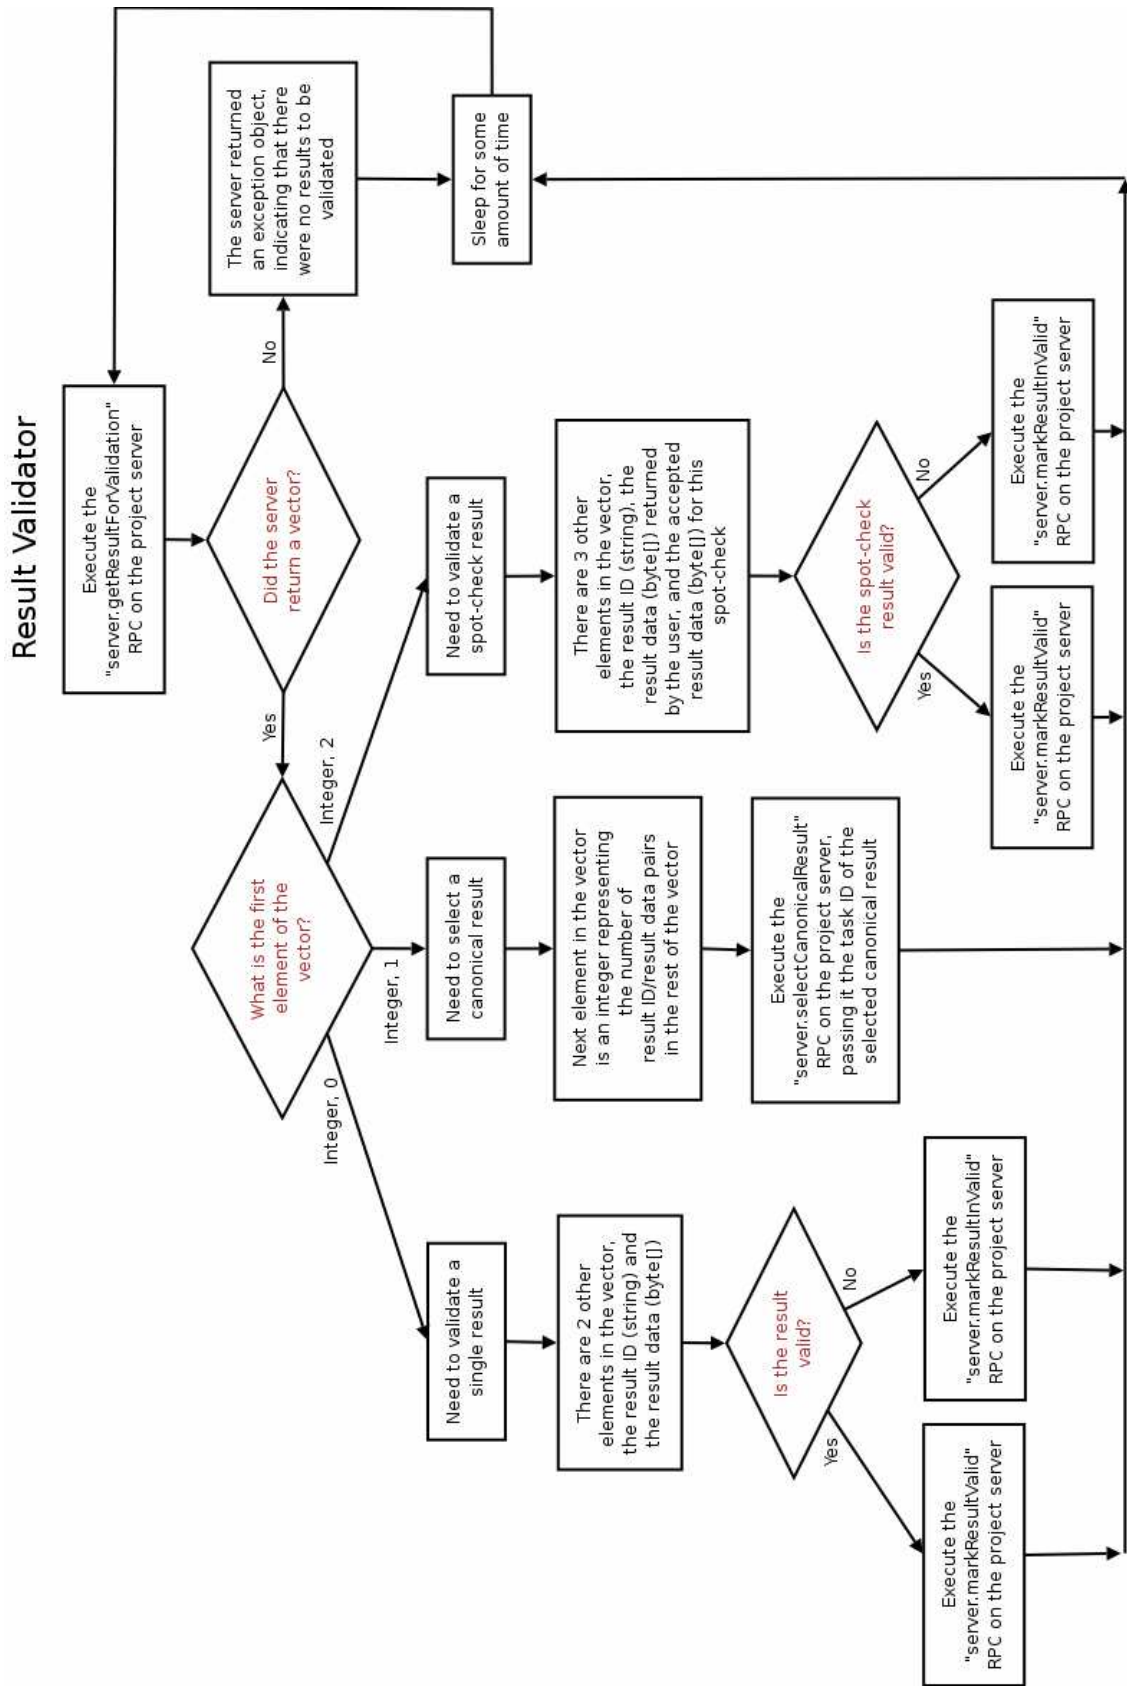 Result Validator
Execute the
"server.getResultForValidation"
RPC on the project server
Did the server
return a vector?
No
The server returned
an exception object,
indicating that there
were no results to be
validated
Sleep for some
amount of time
Yes
What is the first
element of the
vector?
Integer, 0
Integer, 1
Integer, 2
Need to validate a
single result
There are 2 other
elements in the vector,
the result ID (string) and
the result data (byte[])
Is the result
valid?
Yes
No
Execute the
"server.markResultValid"
RPC on the project server
Execute the
"server.markResultInValid"
RPC on the project server
Need to select a
canonical result
Next element in the vector
is an integer representing
the number of
result ID/result data pairs
in the rest of the vector
Execute the
"server.selectCanonicalResult"
RPC on the project server,
passing it the task ID of the
selected canonical result
Need to validate a
spot-check result
There are 3 other
elements in the vector,
the result ID (string), the
result data (byte[]) returned
by the user, and the accepted
result data (byte[]) for this
spot-check
Is the spot-check
result valid?
Yes
No
Execute the
"server.markResultValid"
RPC on the project server
Execute the
"server.markResultInValid"
RPC on the project server